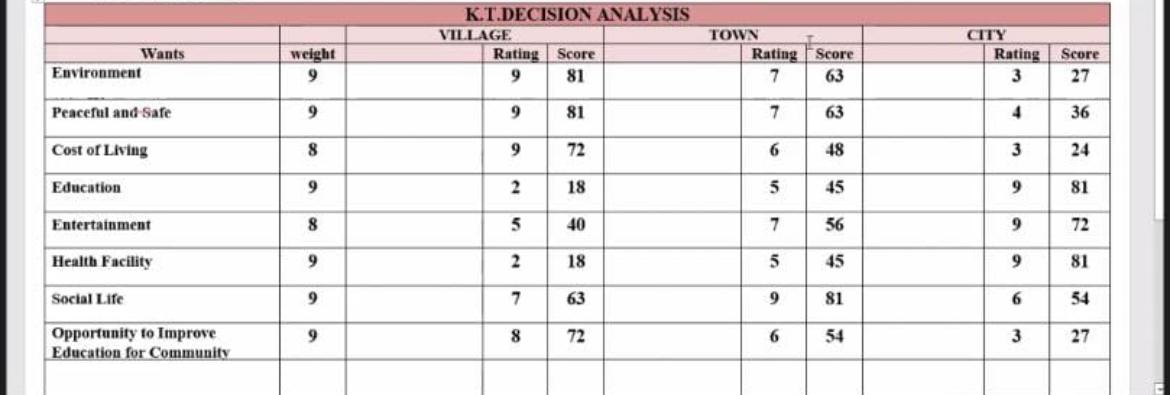 K.T.DECISION ANALYSIS
VILLAGE TOWN CITY
Wants weight Rating Score Rating Score Rating Score
Environment 9 9 81 7 63 3 27
Peaceful and Safe 9 9 81 7 63 4 36
Cost of Living 8 9 72 6 48 3 24
Education 9 2 18 5 45 9 81
Entertainment 8 5 40 7 56 9 72
Health Facility 9 2 18 5 45 9 81
Social Life 9 7 63 9 81 6 54
Opportunity to Improve 9 8 72 6 54 3 27
Education for Community